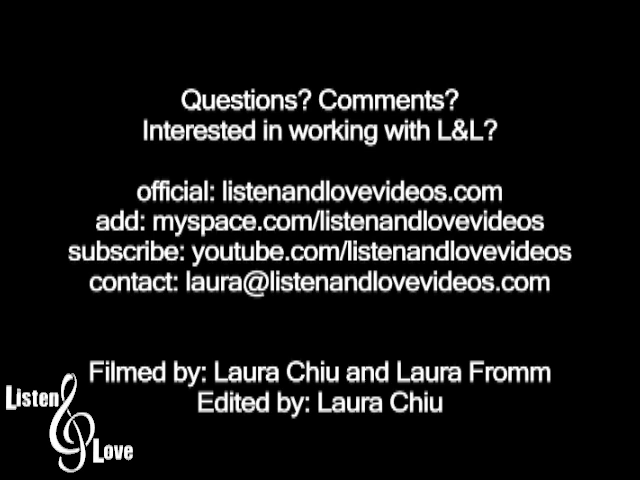 Questions? Comments?
Interested in working with L&L?
official: listenandlovevideos.com
add: myspace.com/listenandlovevideos
subscribe: youtube.com/listenandlovevideos
contact: laura@listenandlovevideos.com
Filmed by: Laura Chiu and Laura Fromm
Edited by: Laura Chiu
Listen
Love